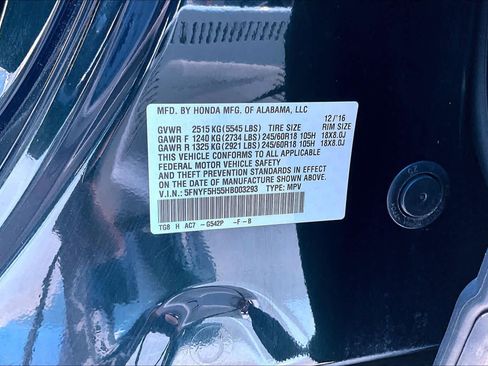 MFD. BY HONDA MFG. OF ALABAMA, LLC
12/'16
GVWR 2515 KG (5545 LBS) TIRE SIZE RIM SIZE
GAWR F 1240 KG (2734 LBS) 245/60R18 105H 18X8.0J
GAWR R 1325 KG (2921 LBS) 245/60R18 105H 18X8.0J
THIS VEHICLE CONFORMS TO ALL APPLICABLE
FEDERAL MOTOR VEHICLE SAFETY, BUMPER,
AND THEFT PREVENTION STANDARDS IN EFFECT
ON THE DATE OF MANUFACTURE SHOWN ABOVE.
V.I.N.: 5FNYF5H55HB003293 TYPE: MPV
TG8 H AC7 - G542P -F -B